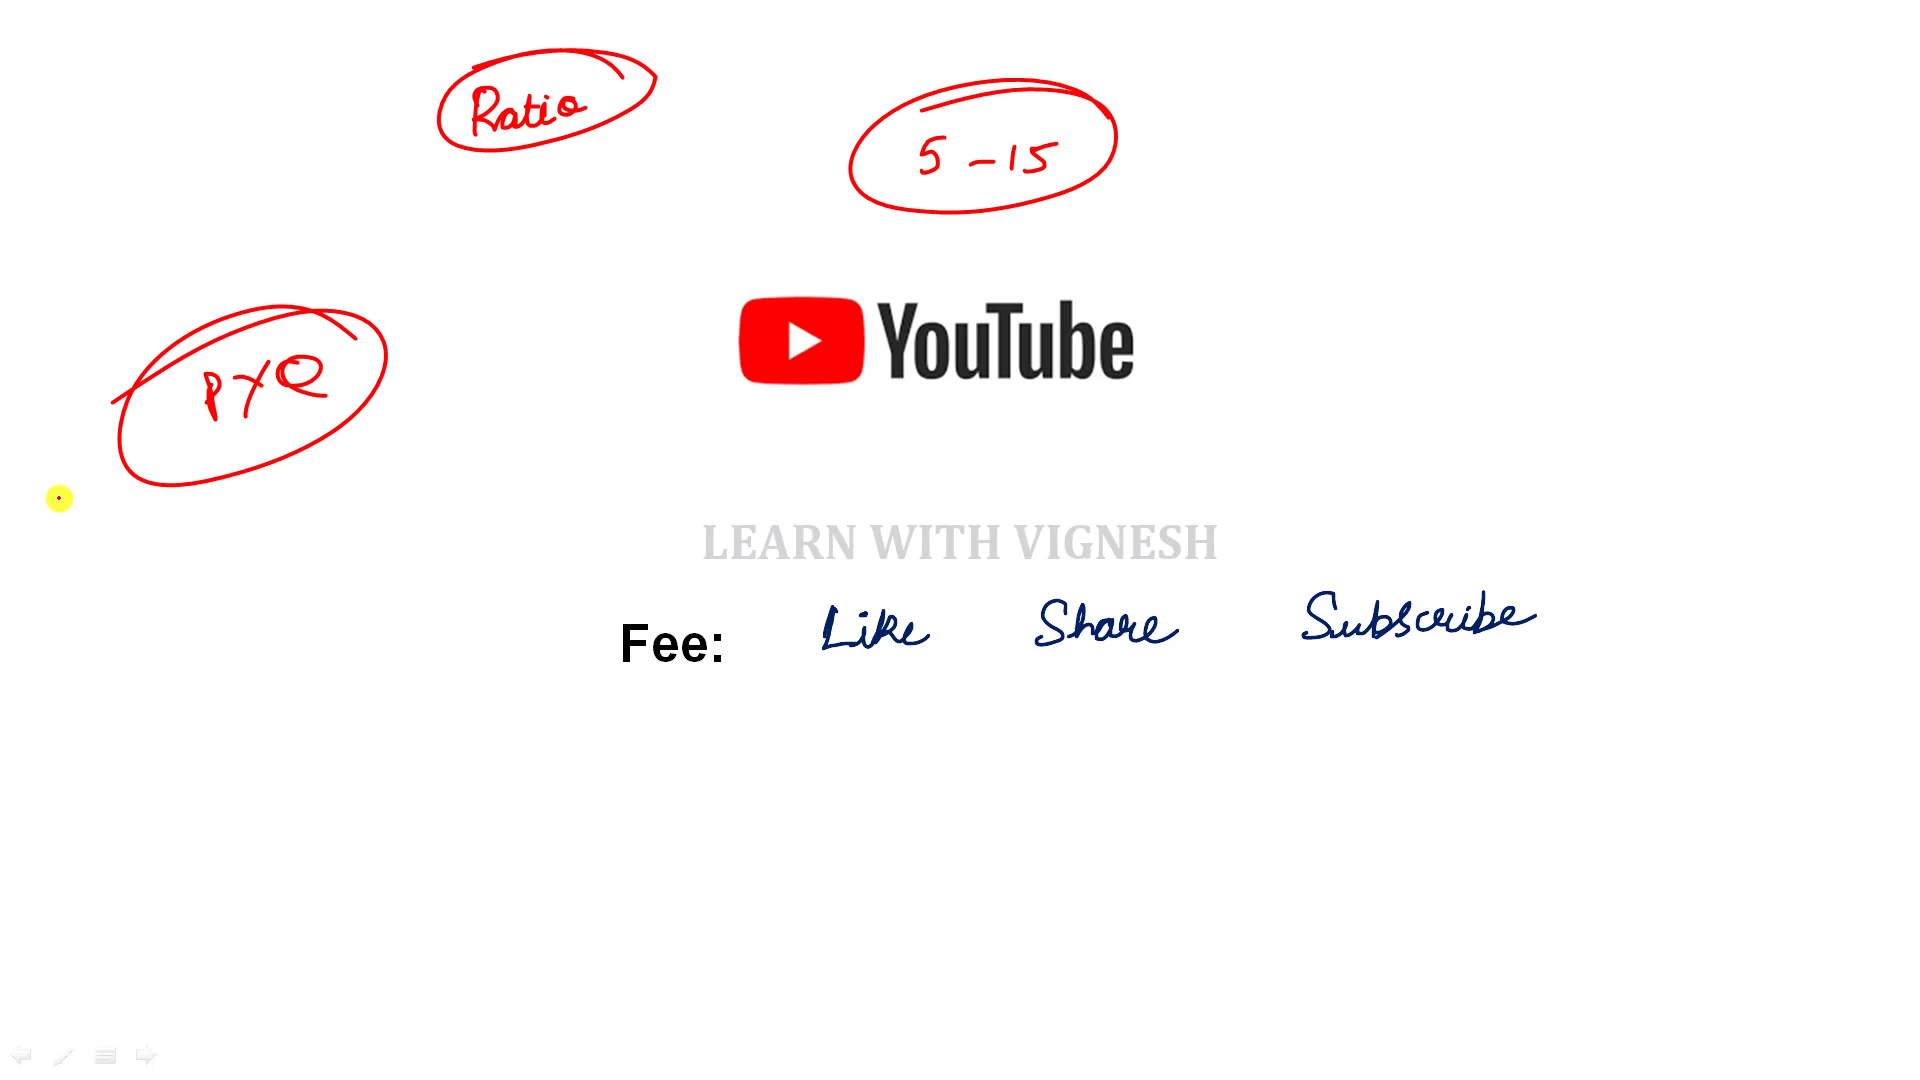 Ratio
5 - 15
YouTube
PYQ
LEARN WITH VIGNESH
Fee: Like Share Subscribe